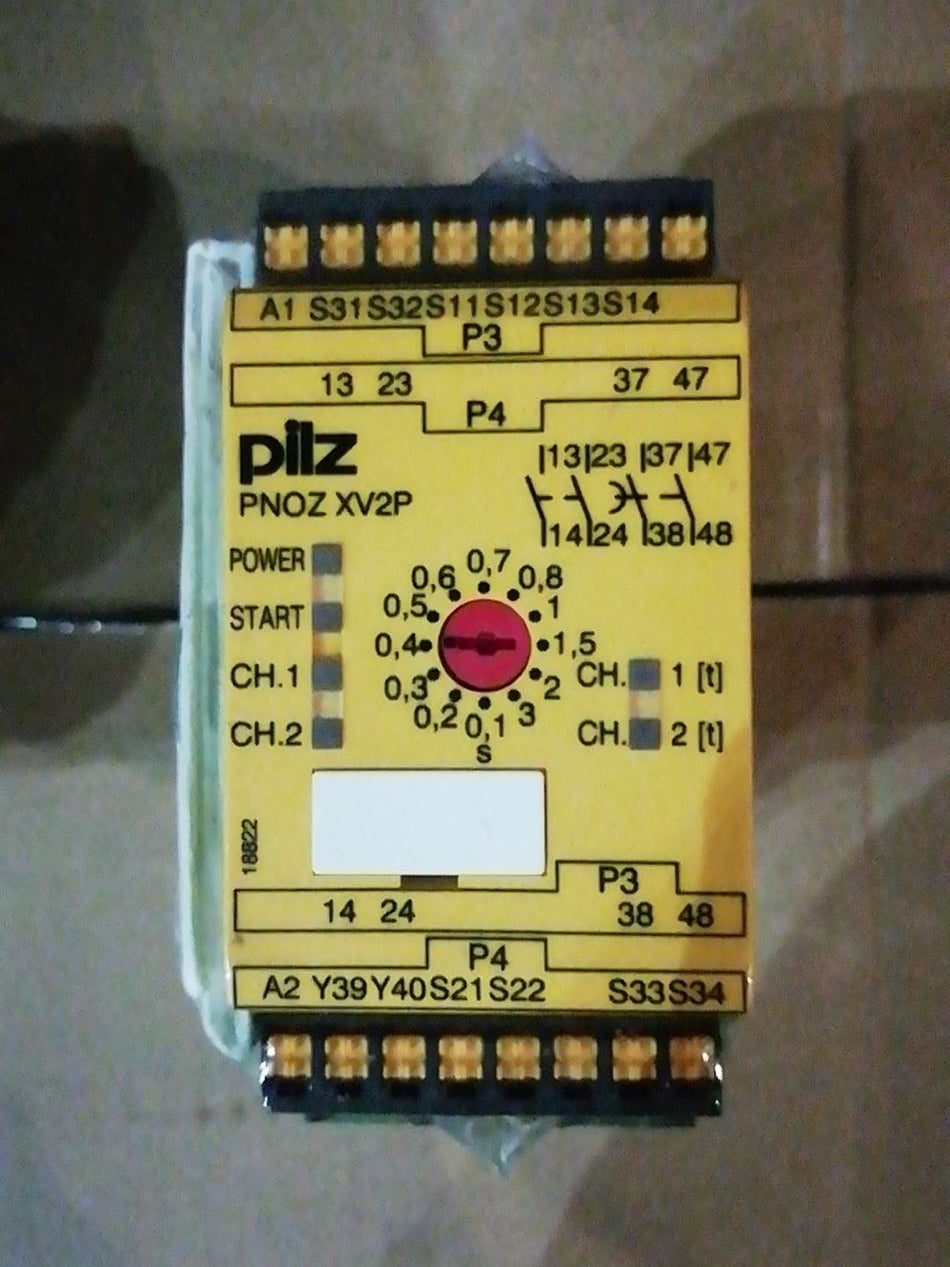 A1 S31 S32 S11 S12 S13 S14
P3
13 23 37 47
P4
pilz
PNOZ XV2P
13 23 37 47
14 24 38 48
POWER
START
CH.1
CH.2
0,7
0,6 0,8
0,5 1
0,4 1,5
0,3 2
0,2 3
0,1
s
CH. 1 [t]
CH. 2 [t]
18822
P3
14 24 38 48
P4
A2 Y39 Y40 S21 S22 S33 S34